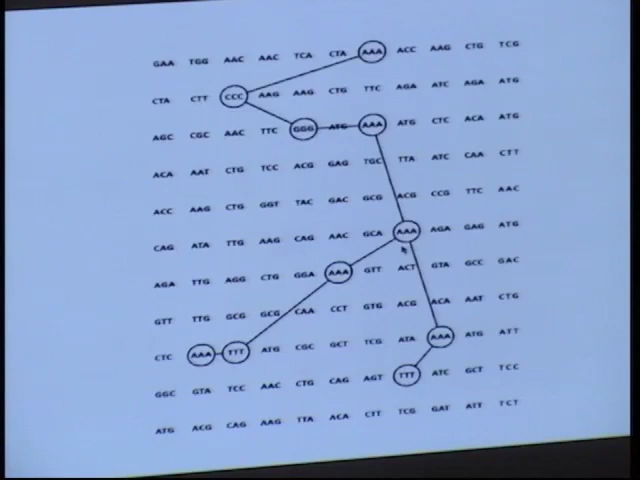 GAA TGG AAC AAC TCA CTA AAA ACC AAG CTG TCG
CTA CTT CCC AAG AAG CTG TTC AGA ATC AGA ATG
AGC CGC AAC TTC GGG ATG AAA ATG CTC ACA ATG
ACA AAT CTG TCC ACG GAG TGC TTA ATC CAA CTT
ACC AAG CTG GGT TAC GAC GCG ACG CCG TTC AAC
CAG ATA TTG AAG CAG AAC GCA AAA AGA GAG ATG
AGA TTG AGG CTG GGA AAA GTT ACT GTA GCC GAC
GTT TTG GCG GCG CAA CCT GTG ACG ACA AAT CTG
CTC AAA TTT ATG CGC GCT TCG ATA AAA ATG ATT
GGC GTA TCC AAC CTG CAG AGT TTT ATC GCT TCC
ATG ACG CAG AAG TTA ACA CTT TCG GAT ATT TCT